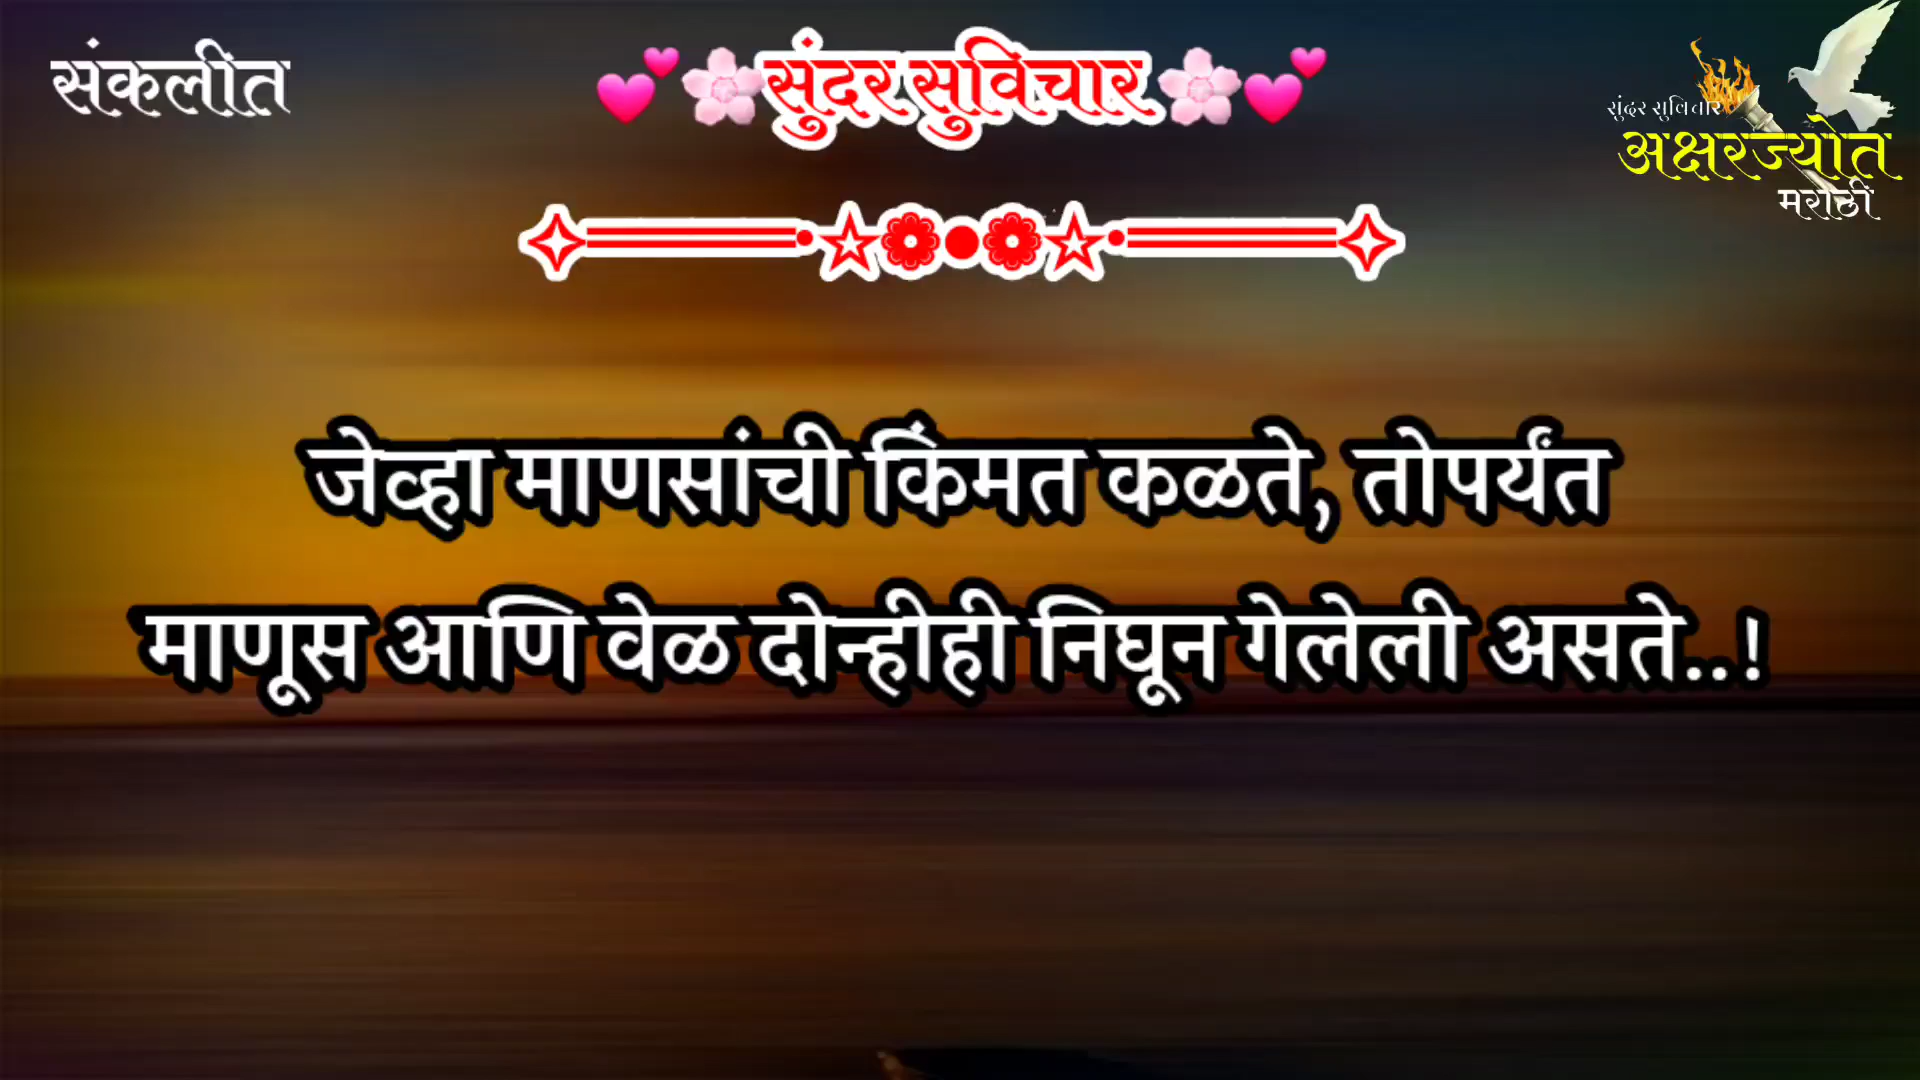 संकलीत
💕🌸सुंदर सुविचार🌸💕
सुंदर सुविचार
अक्षरज्योत
मराठी
जेव्हा माणसांची किंमत कळते, तोपर्यंत
माणूस आणि वेळ दोन्हीही निघून गेलेली असते..!